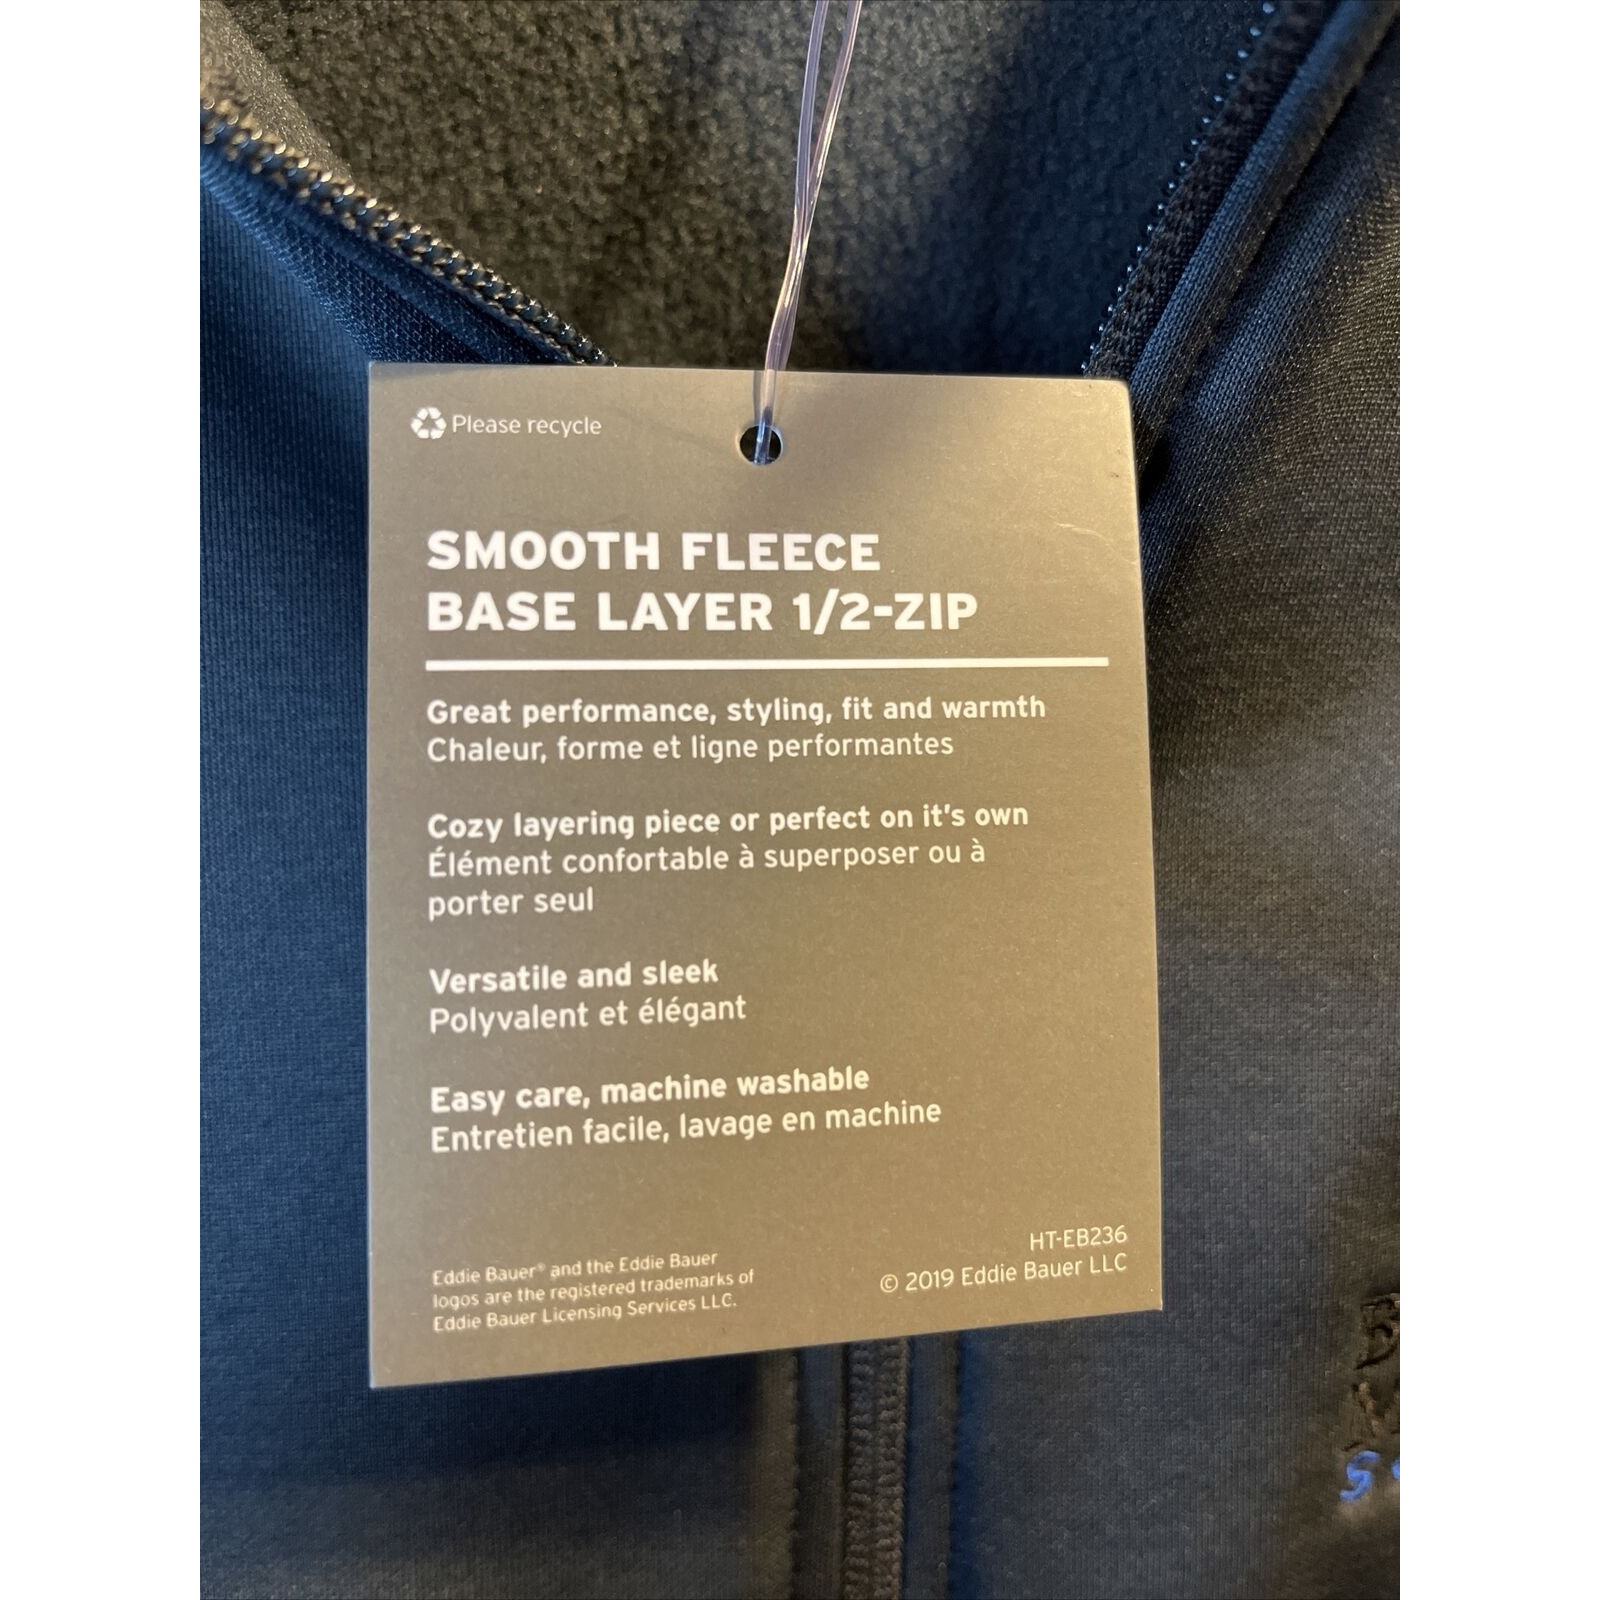 Please recycle
SMOOTH FLEECE
BASE LAYER 1/2-ZIP
Great performance, styling, fit and warmth
Chaleur, forme et ligne performantes
Cozy layering piece or perfect on it's own
Élément confortable à superposer ou à
porter seul
Versatile and sleek
Polyvalent et élégant
Easy care, machine washable
Entretien facile, lavage en machine
Eddie Bauer® and the Eddie Bauer
logos are the registered trademarks of
Eddie Bauer Licensing Services LLC.
HT-EB236
© 2019 Eddie Bauer LLC